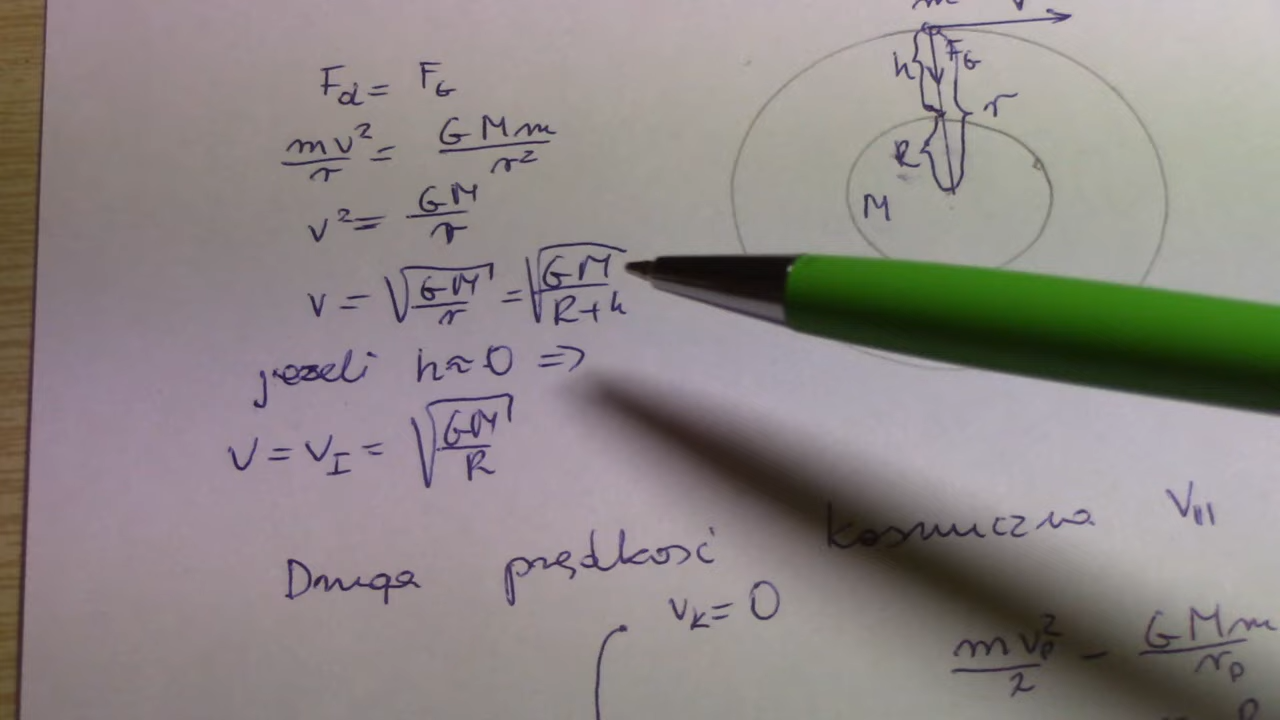 F_d = F_G
mv²/r = GMm/r²
v² = GM/r
v = √(GM/r) = √(GM/(R+h))
jeżeli h≈0 ⇒
V = V_I = √(GM/R)
m v
h F_G r
R
M
Druga prędkość kosmiczna V_II
v_k = 0
mv_p²/2 - GMm/r_p